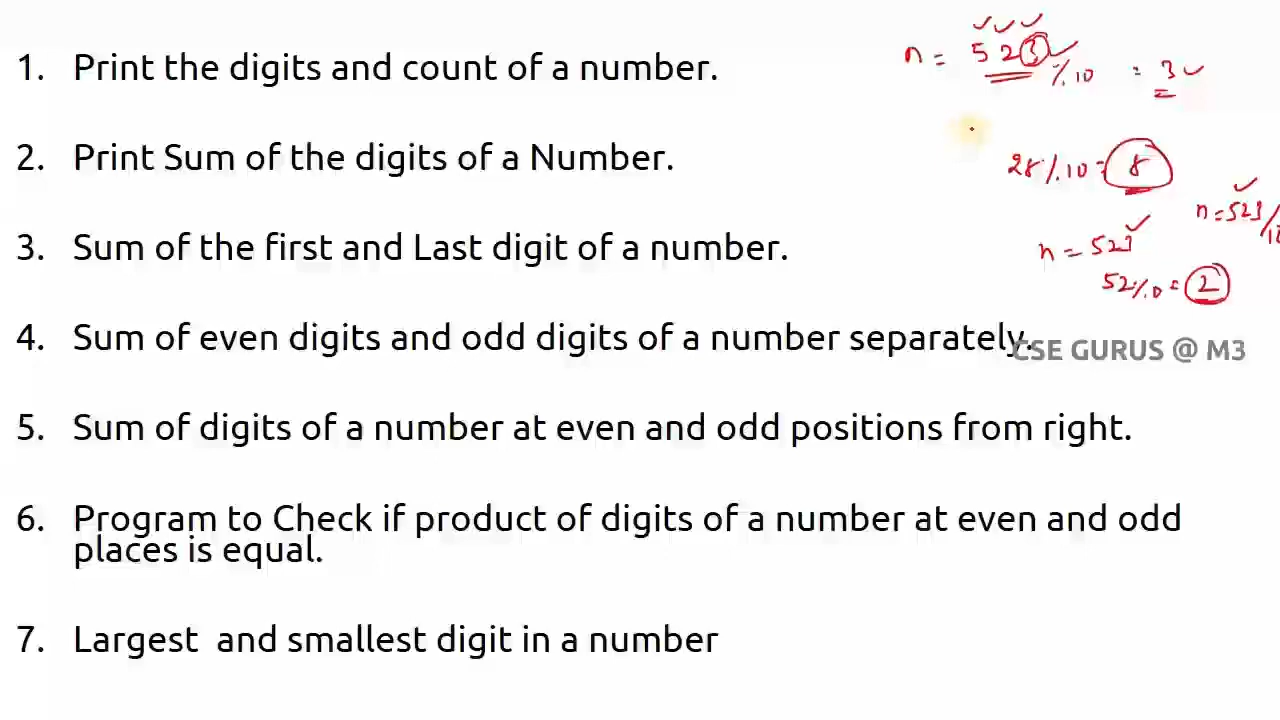 1. Print the digits and count of a number.
2. Print Sum of the digits of a Number.
3. Sum of the first and Last digit of a number.
4. Sum of even digits and odd digits of a number separately.
5. Sum of digits of a number at even and odd positions from right.
6. Program to Check if product of digits of a number at even and odd
places is equal.
7. Largest and smallest digit in a number
n = 523 % 10 = 3
28 % 10 = 8
n = 523/10
n = 523
52 % 10 = 2
CSE GURUS @ M3